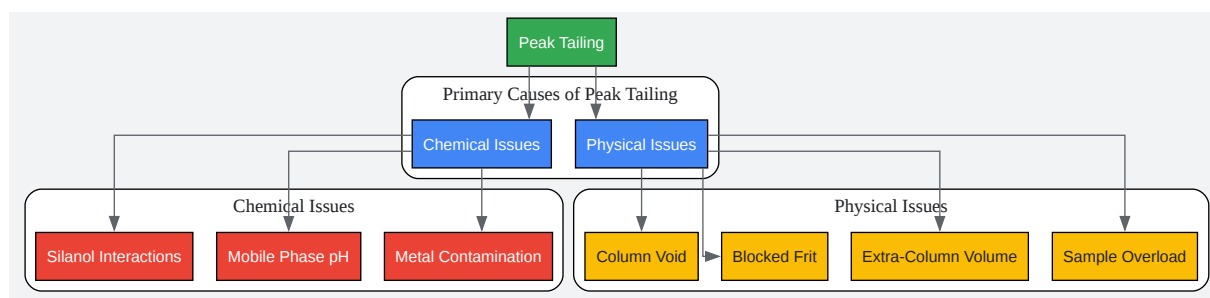 Peak Tailing
Primary Causes of Peak Tailing
Chemical Issues
Physical Issues
Chemical Issues
Silanol Interactions
Mobile Phase pH
Metal Contamination
Physical Issues
Column Void
Blocked Frit
Extra-Column Volume
Sample Overload